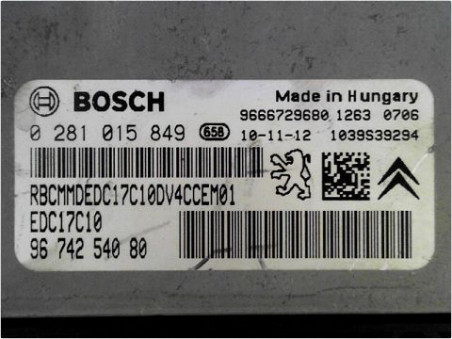 BOSCH
Made in Hungary
9666729680 1263 0706
0 281 015 849 658 10-11-12 1039S39294
RBCMMDEDC17C10DV4CCEM01
EDC17C10
96 742 540 80